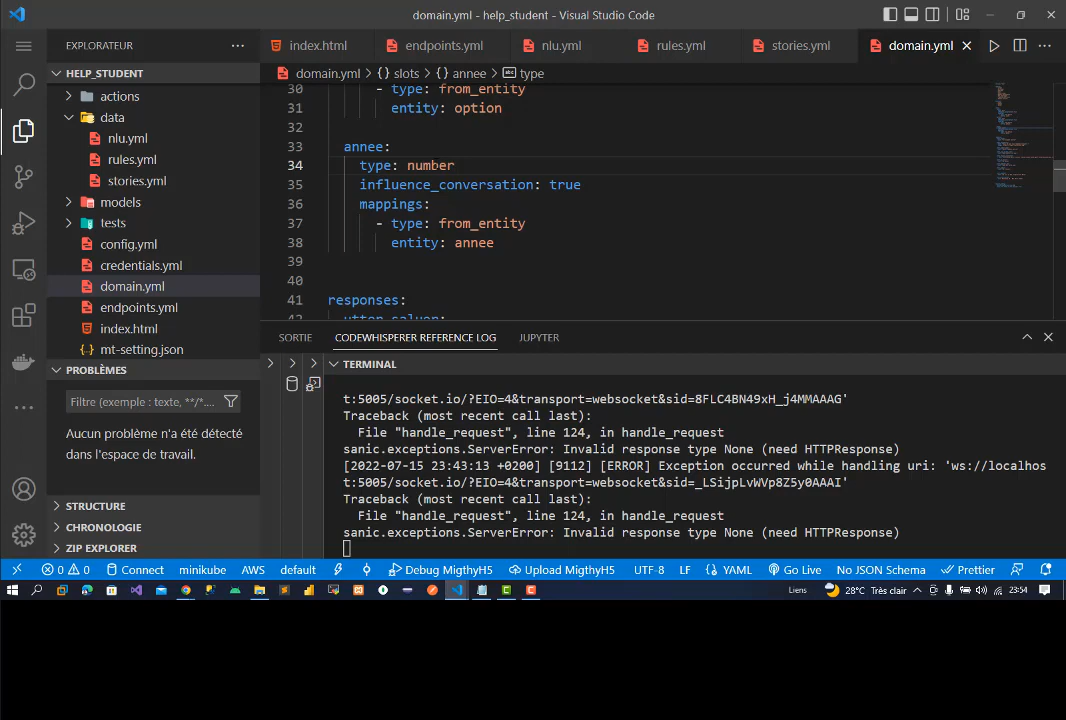 domain.yml - help_student - Visual Studio Code
EXPLORATEUR
index.html
endpoints.yml
nlu.yml
rules.yml
stories.yml
domain.yml
HELP_STUDENT
actions
data
nlu.yml
rules.yml
stories.yml
models
tests
config.yml
credentials.yml
domain.yml
endpoints.yml
index.html
mt-setting.json
PROBLÈMES
Filtre (exemple : texte, **/*....
Aucun problème n'a été détecté
dans l'espace de travail.
STRUCTURE
CHRONOLOGIE
ZIP EXPLORER
domain.yml > {} slots > {} annee > abc type
30 - type: from_entity
31 entity: option
32
33 annee:
34 type: number
35 influence_conversation: true
36 mappings:
37 - type: from_entity
38 entity: annee
39
40
41 responses:
42 utter_saluer:
SORTIE
CODEWHISPERER REFERENCE LOG
JUPYTER
TERMINAL
t:5005/socket.io/?EIO=4&transport=websocket&sid=8FLC4BN49xH_j4MMAAAG'
Traceback (most recent call last):
File "handle_request", line 124, in handle_request
sanic.exceptions.ServerError: Invalid response type None (need HTTPResponse)
[2022-07-15 23:43:13 +0200] [9112] [ERROR] Exception occurred while handling uri: 'ws://localhos
t:5005/socket.io/?EIO=4&transport=websocket&sid=_LSijpLvWVp8Z5y0AAAI'
Traceback (most recent call last):
File "handle_request", line 124, in handle_request
sanic.exceptions.ServerError: Invalid response type None (need HTTPResponse)
0 0 Connect minikube AWS default Debug MigthyH5 Upload MigthyH5 UTF-8 LF YAML Go Live No JSON Schema Prettier
Liens 28°C Très clair 23:54